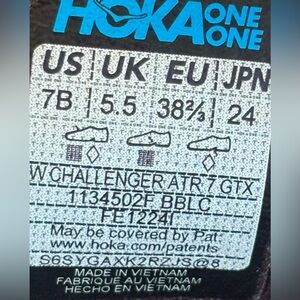 HOKA ONE ONE
US UK EU JPN
7B 5.5 38⅔ 24
W CHALLENGER ATR 7 GTX
1134502F BBLC
FE1224I
May be covered by Pat
www.hoka.com/patents
S6SYGAXK2RZJS@8
MADE IN VIETNAM
FABRIQUE AU VIETNAM
HECHO EN VIETNAM